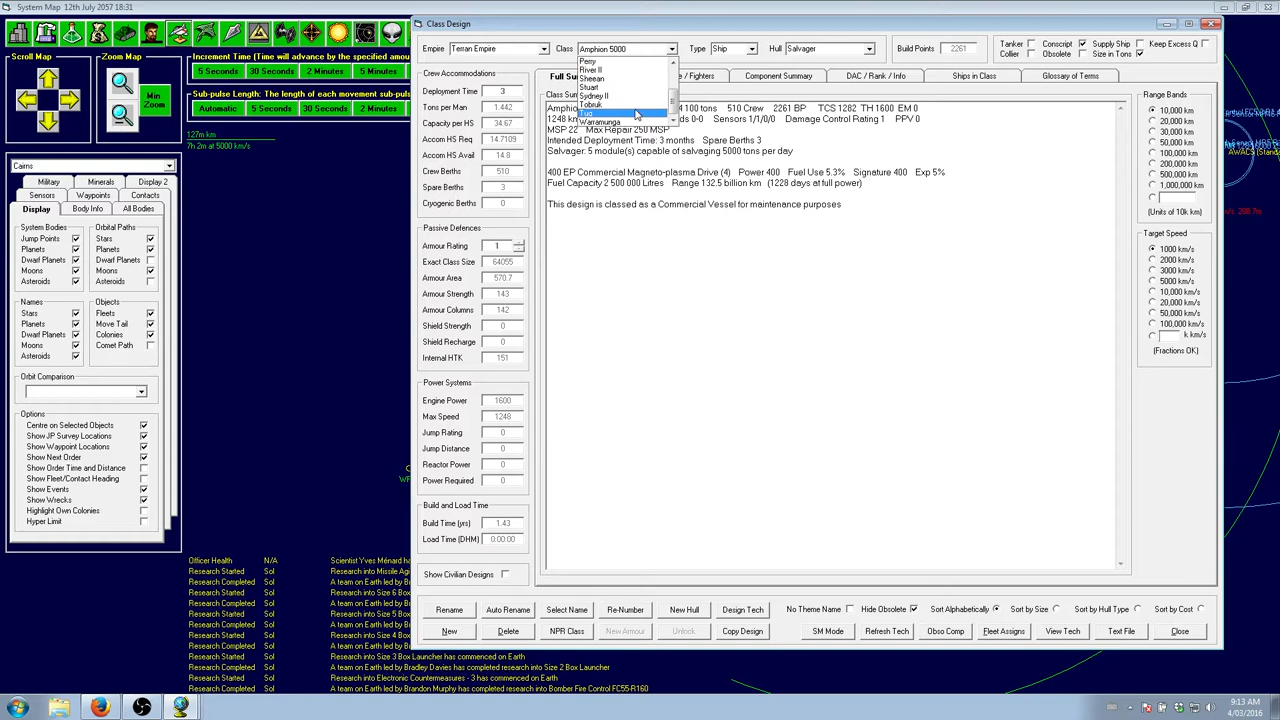 System Map 12th July 2057 18:31
Scroll Map
Zoom Map
Min Zoom
Increment Time (Setting this
5 Seconds
30 Seconds
2 Minutes
5 Minutes
Sub-pulse Length: The length of each movement sub-pulse
Automatic
5 Seconds
30 Seconds
2 Minutes
127m km
7h 2m at 5000 km/s
Cairns
Military
Minerals
Display 2
Sensors
Waypoints
Contacts
Display
Body Info
All Bodies
System Bodies
Jump Points
Planets
Dwarf Planets
Moons
Asteroids
Orbital Paths
Stars
Planets
Dwarf Planets
Moons
Asteroids
Names
Stars
Planets
Dwarf Planets
Moons
Asteroids
Objects
Fleets
Move Tail
Colonies
Comet Path
Orbit Comparison
Options
Centre on Selected Objects
Show JP Survey Locations
Show Waypoint Locations
Show Next Order
Show Order Time and Distance
Show Fleet/Contact Heading
Show Events
Show Wrecks
Highlight Own Colonies
Hyper Limit
Class Design
Empire
Terran Empire
Class
Amphion 5000
Type
Ship
Hull
Salvager
Build Points
2261
Tanker
Conscript
Supply Ship
Keep Excess Q
Collier
Obsolete
Size in Tons
Perry
River II
Sheean
Stuart
Sydney II
Tobruk
Tug
Warramunga
Full Su
e / Fighters
Component Summary
DAC / Rank / Info
Ships in Class
Glossary of Terms
Crew Accommodations
Deployment Time 3
Tons per Man 1.442
Capacity per HS 34.67
Accom HS Req 14.7109
Accom HS Avail 14.8
Crew Berths 510
Spare Berths 3
Cryogenic Berths 0
Passive Defences
Armour Rating 1
Exact Class Size 64055
Armour Area 570.7
Armour Strength 143
Armour Columns 142
Shield Strength 0
Shield Recharge 0
Internal HTK 151
Power Systems
Engine Power 1600
Max Speed 1248
Jump Rating 0
Jump Distance 0
Reactor Power 0
Power Required 0
Build and Load Time
Build Time (yrs) 1.43
Load Time (DHM) 0:00:00
Show Civilian Designs
Class Sum
Amphio 4 100 tons 510 Crew 2261 BP TCS 1282 TH 1600 EM 0
1248 km ds 0-0 Sensors 1/1/0/0 Damage Control Rating 1 PPV 0
MSP 22 Max Repair 250 MSP
Intended Deployment Time: 3 months Spare Berths 3
Salvager: 5 module(s) capable of salvaging 5000 tons per day
400 EP Commercial Magneto-plasma Drive (4) Power 400 Fuel Use 5.3% Signature 400 Exp 5%
Fuel Capacity 2 500 000 Litres Range 132.5 billion km (1228 days at full power)
This design is classed as a Commercial Vessel for maintenance purposes
Range Bands
10,000 km
20,000 km
30,000 km
50,000 km
100,000 km
200,000 km
500,000 km
1,000,000 km
(Units of 10k km)
Target Speed
1000 km/s
2000 km/s
3000 km/s
5000 km/s
10,000 km/s
20,000 km/s
50,000 km/s
100,000 km/s
k km/s
(Fractions OK)
Rename
Auto Rename
Select Name
Re-Number
New Hull
Design Tech
No Theme Name
Hide Obsolete
Sort Alphabetically
Sort by Size
Sort by Hull Type
Sort by Cost
New
Delete
NPR Class
New Armour
Unlock
Copy Design
SM Mode
Refresh Tech
Obso Comp
Fleet Assigns
View Tech
Text File
Close
Officer Health Sol N/A Scientist Yves Ménard ha
Research Started Sol Research into Missile Ag
Research Completed Sol A team on Earth led by B
Research Started Sol Research into Size 6 Box
Research Completed Sol A team on Earth led by B
Research Started Sol Research into Size 5 Box
Research Completed Sol A team on Earth led by B
Research Started Sol Research into Size 4 Box
Research Completed Sol A team on Earth led by B
Research Started Sol Research into Size 3 Box Launcher
Research Completed Sol A team on Earth led by Bradley Davies has completed research into Size 2 Box Launcher
Research Started Sol Research into Electronic Countermeasures - 3 has commenced on Earth
Research Completed Sol A team on Earth led by Brandon Murphy has completed research into Bomber Fire Control FC55-R160
9:13 AM
4/03/2016